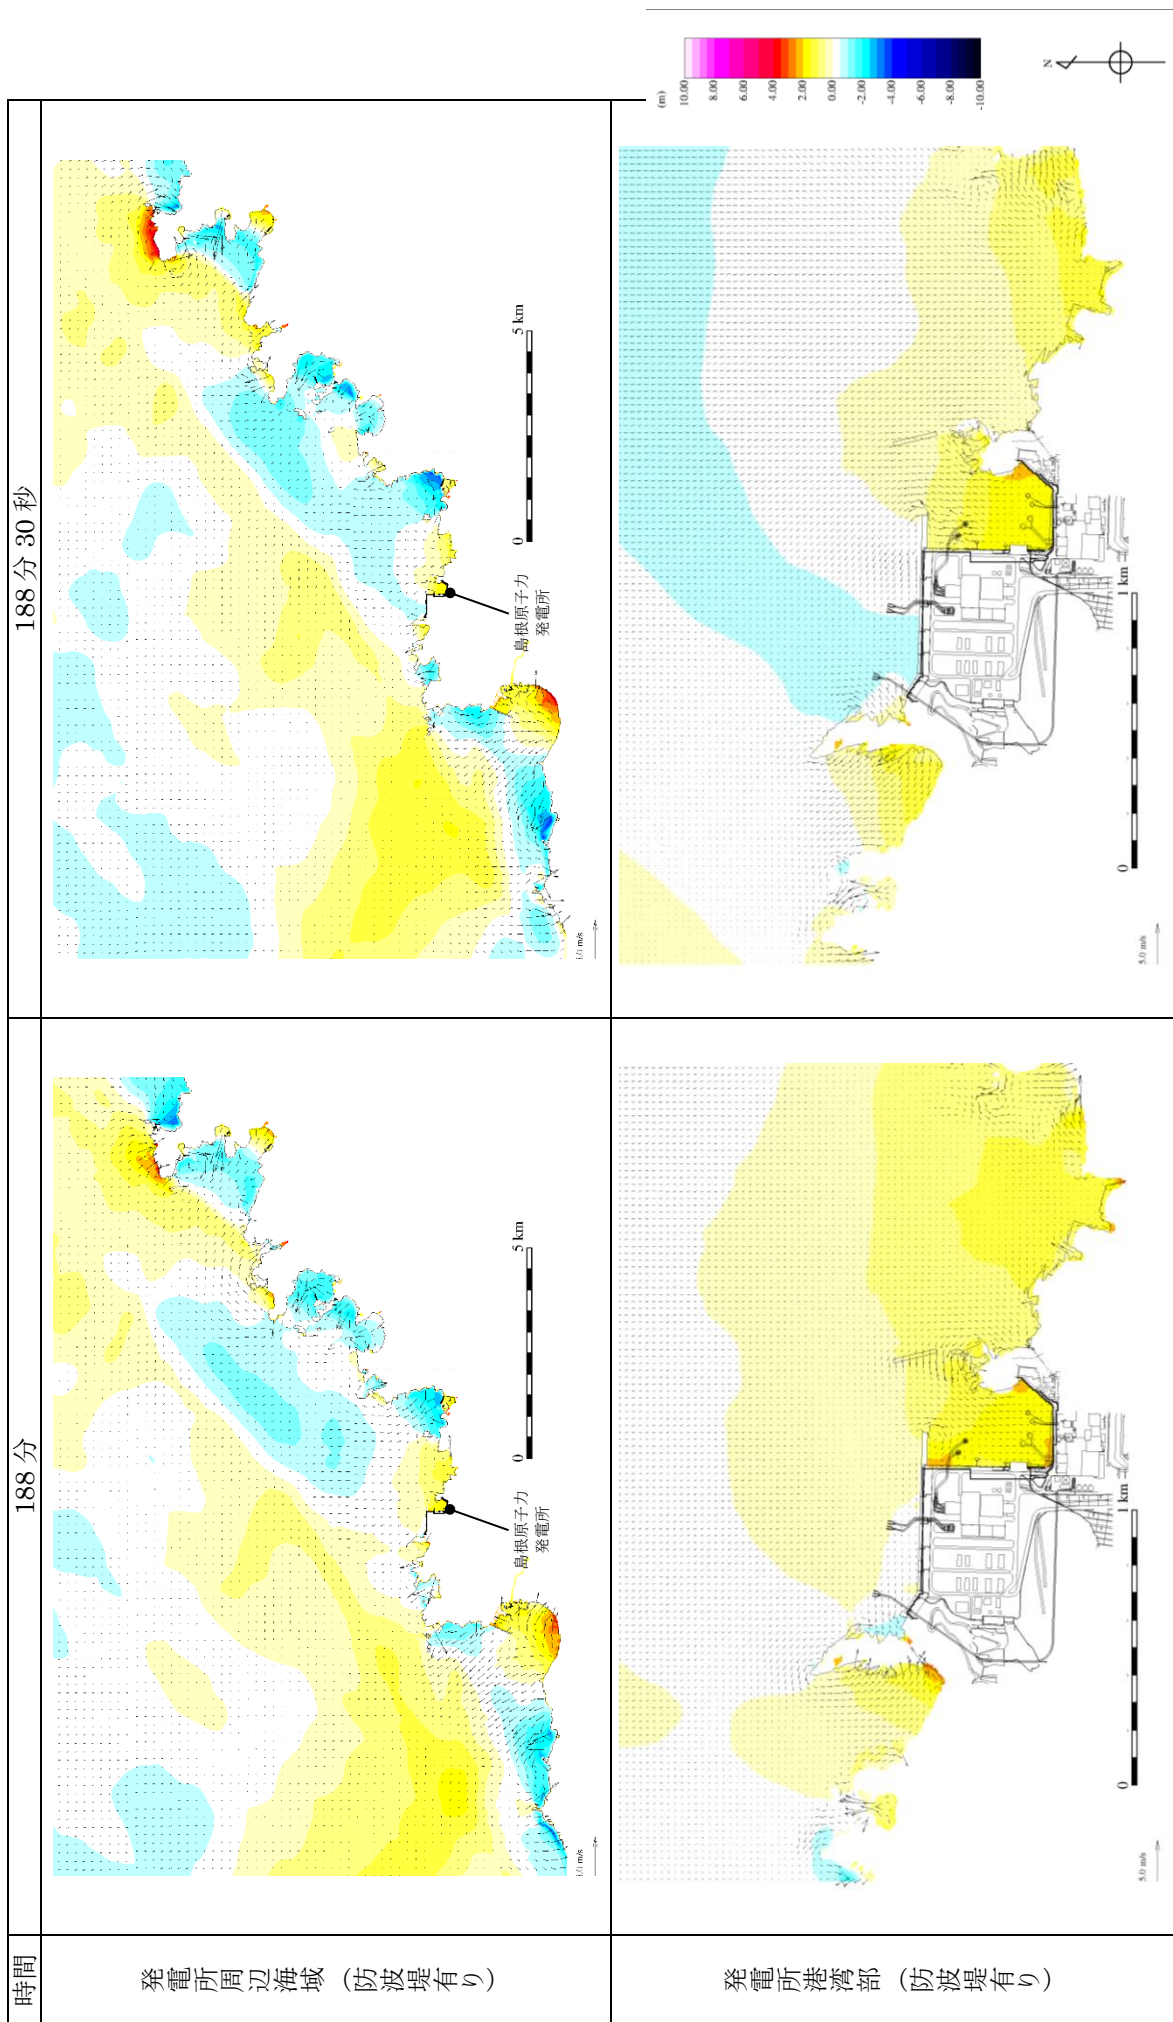 時間
188分
188分30秒
発電所周辺海域（防波堤有り）
島根原子力
発電所
0
5 km
5.0 m/s
島根原子力
発電所
0
5 km
5.0 m/s
発電所港湾部（防波堤有り）
0
1 km
5.0 m/s
0
1 km
5.0 m/s
(m)
10.00
8.00
6.00
4.00
2.00
0.00
-2.00
-4.00
-6.00
-8.00
-10.00
N